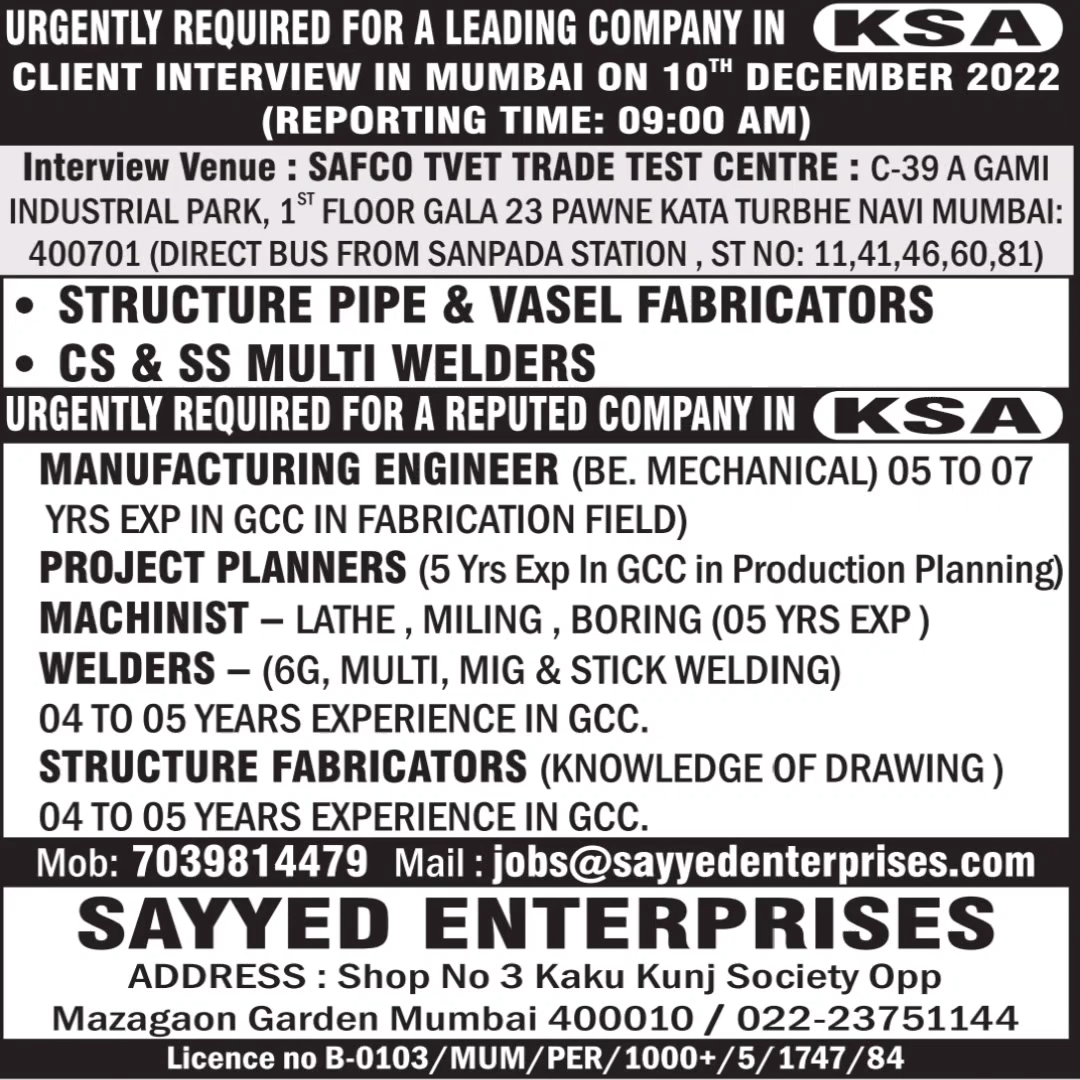 URGENTLY REQUIRED FOR A LEADING COMPANY IN KSA
CLIENT INTERVIEW IN MUMBAI ON 10TH DECEMBER 2022
(REPORTING TIME: 09:00 AM)
Interview Venue : SAFCO TVET TRADE TEST CENTRE : C-39 A GAMI
INDUSTRIAL PARK, 1ST FLOOR GALA 23 PAWNE KATA TURBHE NAVI MUMBAI:
400701 (DIRECT BUS FROM SANPADA STATION , ST NO: 11,41,46,60,81)
• STRUCTURE PIPE & VASEL FABRICATORS
• CS & SS MULTI WELDERS
URGENTLY REQUIRED FOR A REPUTED COMPANY IN KSA
MANUFACTURING ENGINEER (BE. MECHANICAL) 05 TO 07
YRS EXP IN GCC IN FABRICATION FIELD)
PROJECT PLANNERS (5 Yrs Exp In GCC in Production Planning)
MACHINIST – LATHE , MILING , BORING (05 YRS EXP )
WELDERS – (6G, MULTI, MIG & STICK WELDING)
04 TO 05 YEARS EXPERIENCE IN GCC.
STRUCTURE FABRICATORS (KNOWLEDGE OF DRAWING )
04 TO 05 YEARS EXPERIENCE IN GCC.
Mob: 7039814479 Mail : jobs@sayyedenterprises.com
SAYYED ENTERPRISES
ADDRESS : Shop No 3 Kaku Kunj Society Opp
Mazagaon Garden Mumbai 400010 / 022-23751144
Licence no B-0103/MUM/PER/1000+/5/1747/84